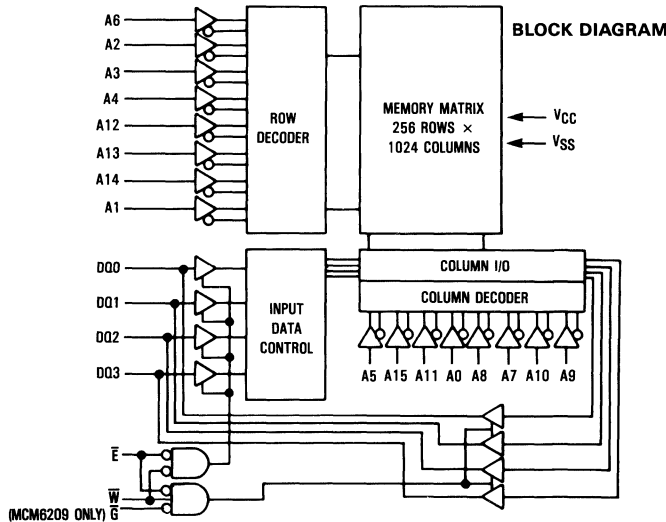 BLOCK DIAGRAM
A6
A2
A3
A4
A12
A13
A14
A1
ROW
DECODER
MEMORY MATRIX
256 ROWS ×
1024 COLUMNS
VCC
VSS
DQ0
DQ1
DQ2
DQ3
INPUT
DATA
CONTROL
COLUMN I/O
COLUMN DECODER
A5 A15 A11 A0 A8 A7 A10 A9
E̅
W̅
(MCM6209 ONLY) G̅